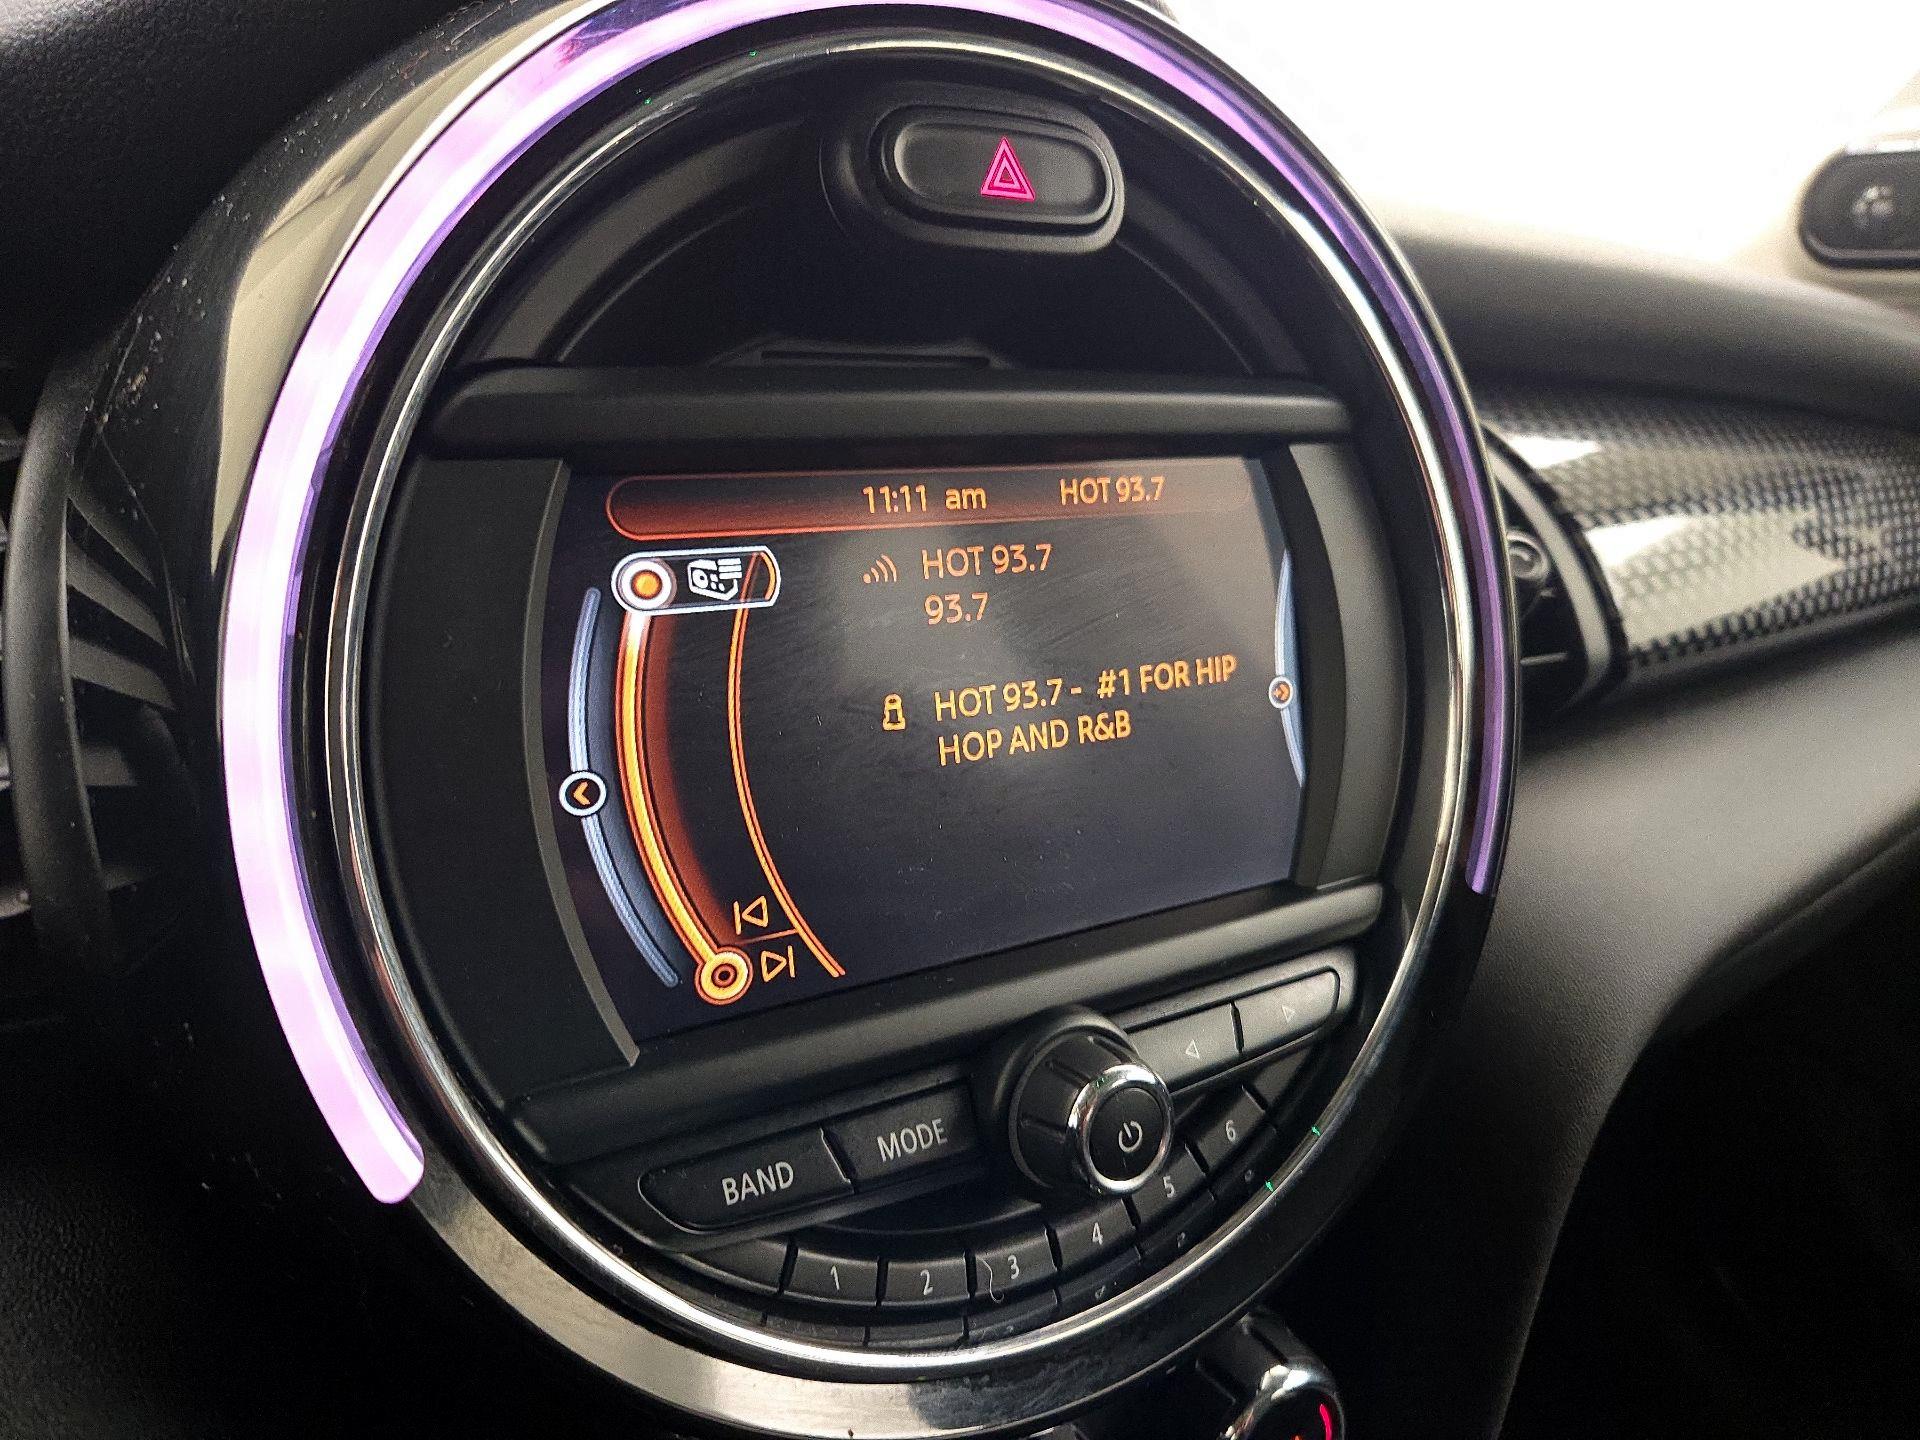 11:11 am HOT 93.7
HOT 93.7
93.7
HOT 93.7 - #1 FOR HIP
HOP AND R&B
BAND MODE
1 2 3 4 5 6